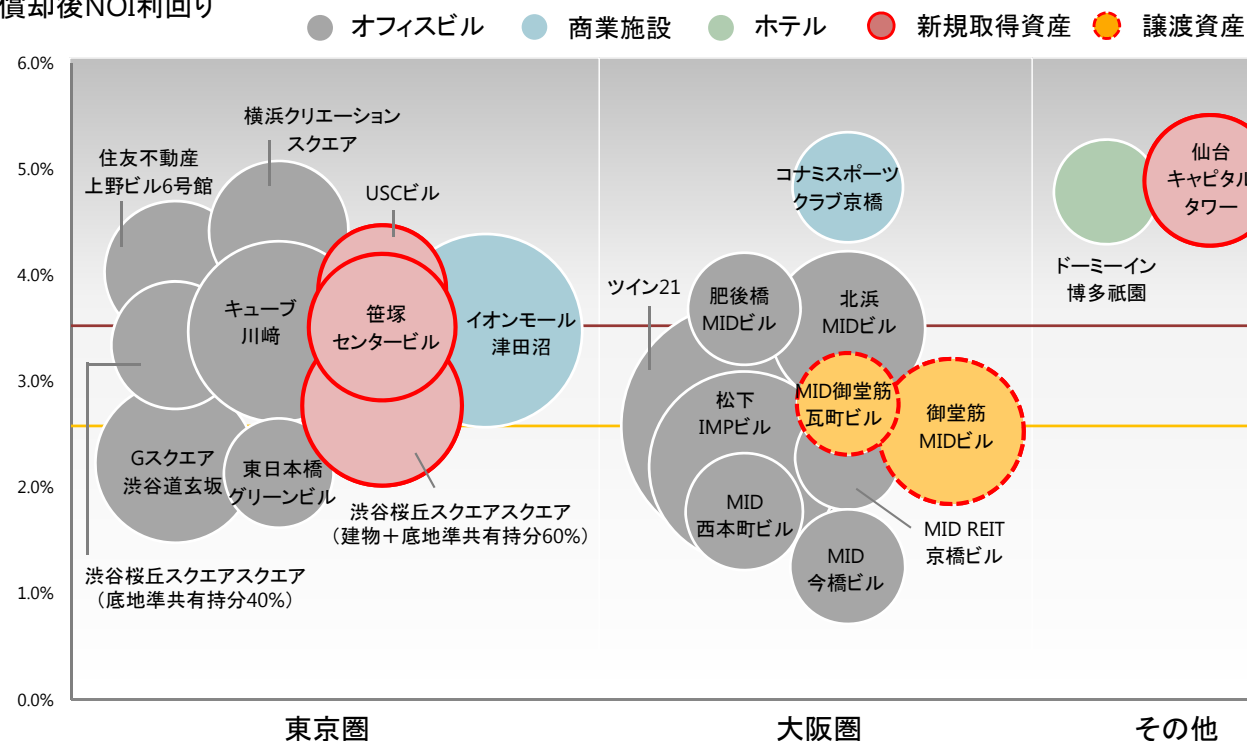 償却後NOI利回り
オフィスビル
商業施設
ホテル
新規取得資産
譲渡資産
6.0%
5.0%
4.0%
3.0%
2.0%
1.0%
0.0%
住友不動産
上野ビル6号館
横浜クリエーション
スクエア
USCビル
キューブ
川﨑
笹塚
センタービル
イオンモール
津田沼
Gスクエア
渋谷道玄坂
東日本橋
グリーンビル
渋谷桜丘スクエアスクエア
（建物＋底地準共有持分60%）
渋谷桜丘スクエアスクエア
（底地準共有持分40%）
コナミスポーツ
クラブ京橋
ツイン21
肥後橋
MIDビル
北浜
MIDビル
松下
IMPビル
MID御堂筋
瓦町ビル
御堂筋
MIDビル
MID
西本町ビル
MID REIT
京橋ビル
MID
今橋ビル
仙台
キャピタル
タワー
ドーミーイン
博多祇園
東京圏
大阪圏
その他